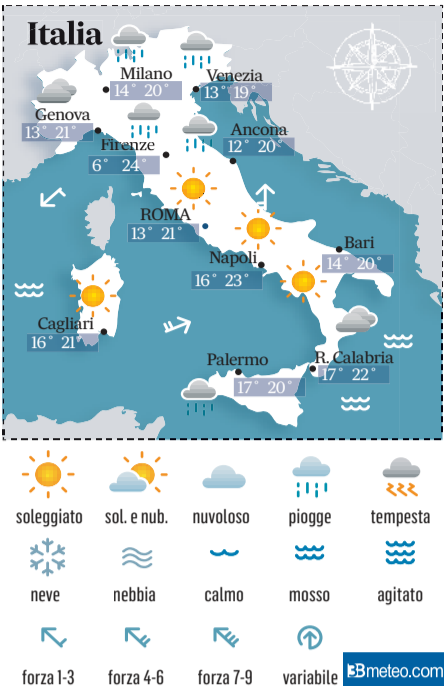 Italia
Milano
14° 20°
Venezia
13° 19°
Genova
13° 21°
Firenze
6° 24°
Ancona
12° 20°
ROMA
13° 21°
Bari
14° 20°
Napoli
16° 23°
Cagliari
16° 21°
Palermo
17° 20°
R. Calabria
17° 22°
soleggiato sol. e nub. nuvoloso piogge tempesta
neve nebbia calmo mosso agitato
forza 1-3 forza 4-6 forza 7-9 variabile
3Bmeteo.com